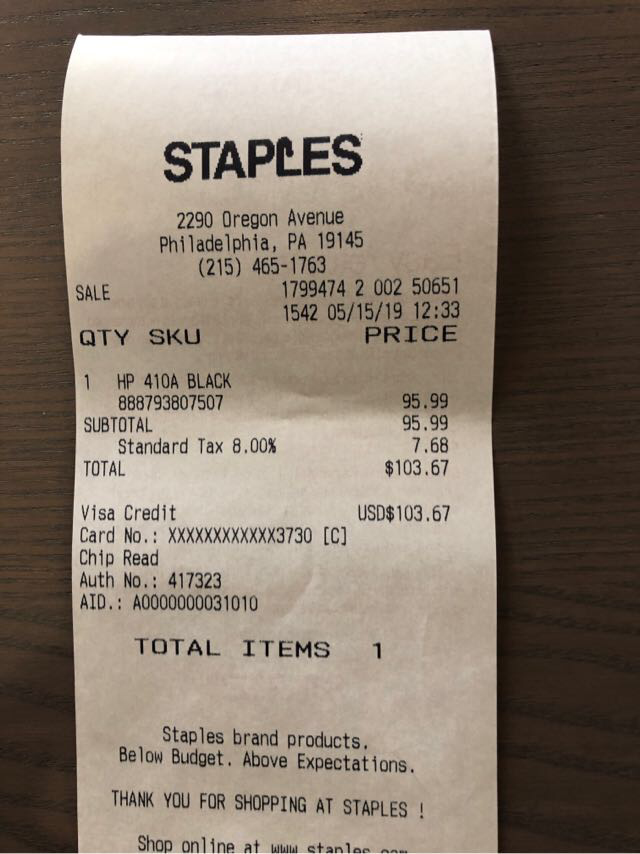 STAPLES
2290 Oregon Avenue
Philadelphia, PA 19145
(215) 465-1763
SALE 1799474 2 002 50651
1542 05/15/19 12:33
QTY SKU PRICE
1 HP 410A BLACK
888793807507 95.99
SUBTOTAL 95.99
Standard Tax 8.00% 7.68
TOTAL $103.67
Visa Credit USD$103.67
Card No.: XXXXXXXXXXXX3730 [C]
Chip Read
Auth No.: 417323
AID.: A0000000031010
TOTAL ITEMS 1
Staples brand products.
Below Budget. Above Expectations.
THANK YOU FOR SHOPPING AT STAPLES !
Shop online at www.staples.com